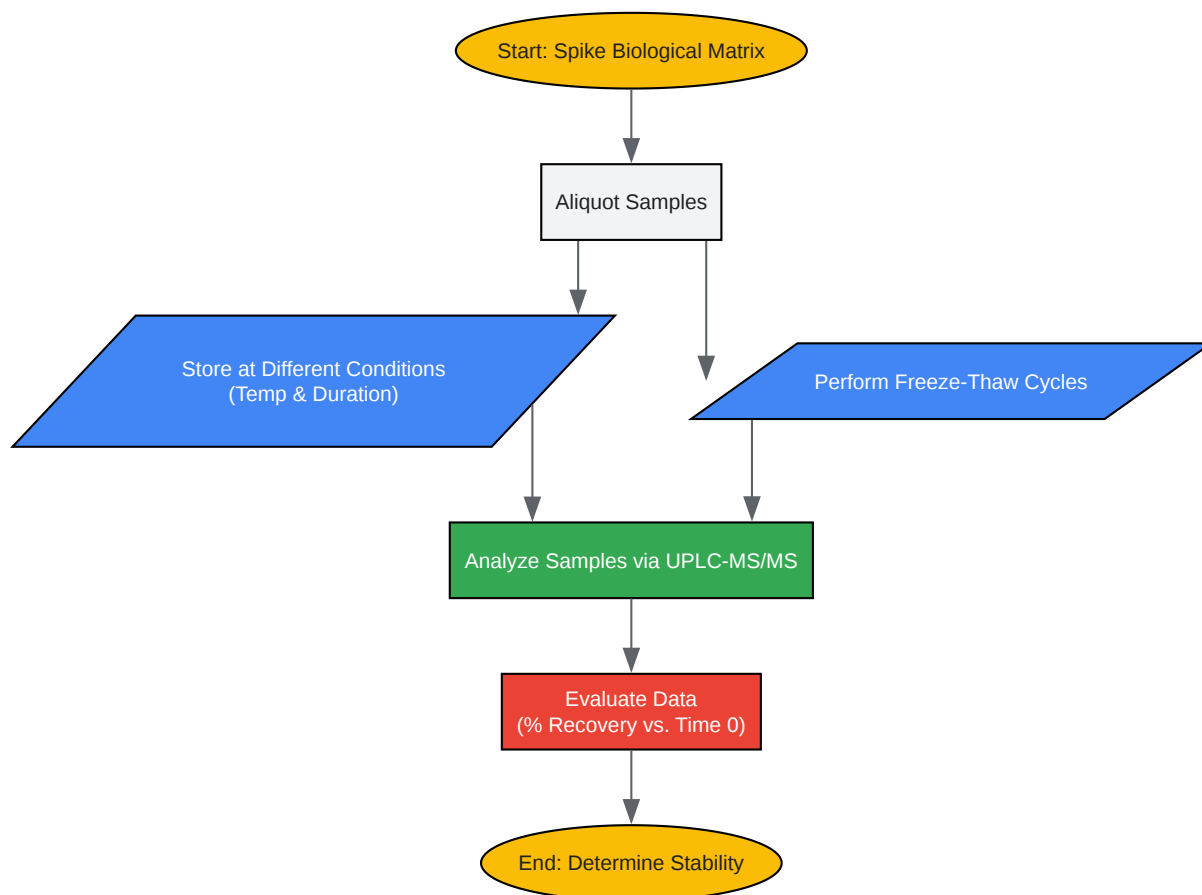 Start: Spike Biological Matrix
Aliquot Samples
Store at Different Conditions
(Temp & Duration)
Perform Freeze-Thaw Cycles
Analyze Samples via UPLC-MS/MS
Evaluate Data
(% Recovery vs. Time 0)
End: Determine Stability